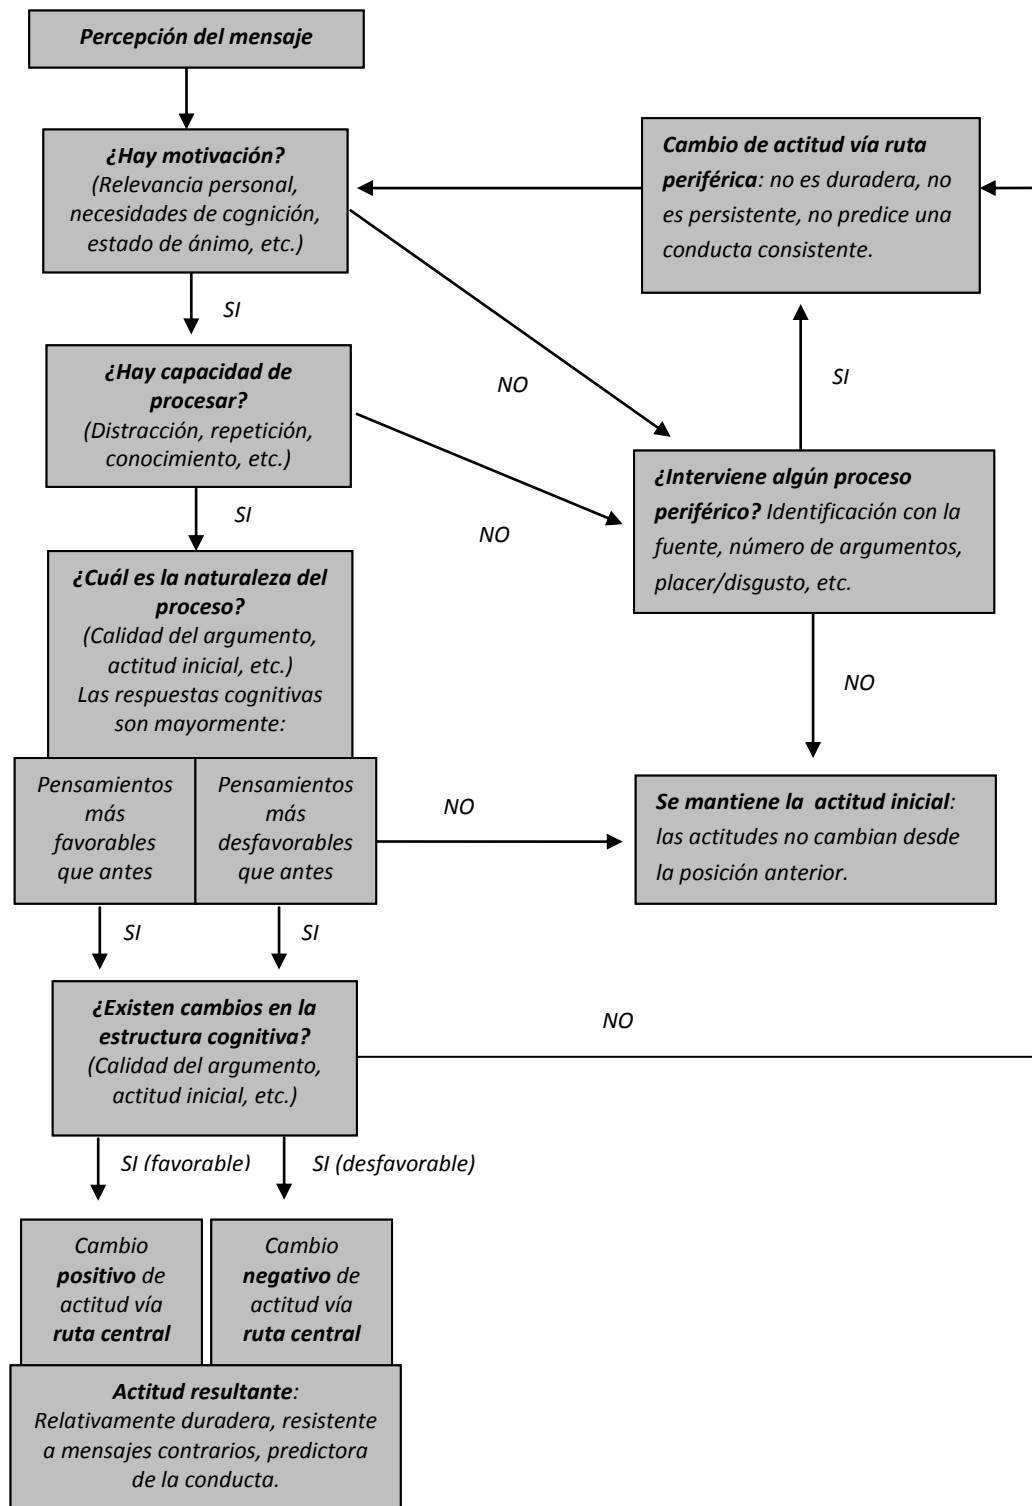 Percepción del mensaje
¿Hay motivación?
(Relevancia personal,
necesidades de cognición,
estado de ánimo, etc.)
Cambio de actitud vía ruta
periférica: no es duradera, no
es persistente, no predice una
conducta consistente.
SI
¿Hay capacidad de
procesar?
(Distracción, repetición,
conocimiento, etc.)
NO
SI
¿Interviene algún proceso
periférico? Identificación con la
fuente, número de argumentos,
placer/disgusto, etc.
SI
NO
¿Cuál es la naturaleza del
proceso?
(Calidad del argumento,
actitud inicial, etc.)
Las respuestas cognitivas
son mayormente:
NO
Pensamientos
más
favorables
que antes
Pensamientos
más
desfavorables
que antes
NO
Se mantiene la actitud inicial:
las actitudes no cambian desde
la posición anterior.
SI
SI
¿Existen cambios en la
estructura cognitiva?
(Calidad del argumento,
actitud inicial, etc.)
NO
SI (favorable)
SI (desfavorable)
Cambio
positivo de
actitud vía
ruta central
Cambio
negativo de
actitud vía
ruta central
Actitud resultante:
Relativamente duradera, resistente
a mensajes contrarios, predictora
de la conducta.